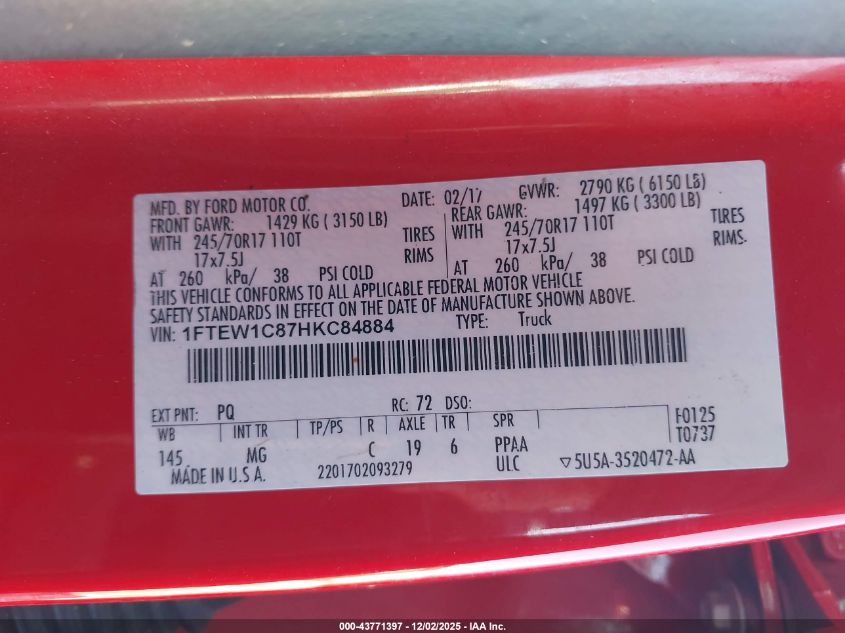 MFD. BY FORD MOTOR CO. DATE: 02/17 GVWR: 2790 KG ( 6150 LB)
FRONT GAWR: 1429 KG ( 3150 LB) REAR GAWR: 1497 KG ( 3300 LB)
WITH 245/70R17 110T TIRES WITH 245/70R17 110T TIRES
17x7.5J RIMS 17x7.5J RIMS.
AT 260 kPa/ 38 PSI COLD AT 260 kPa/ 38 PSI COLD
THIS VEHICLE CONFORMS TO ALL APPLICABLE FEDERAL MOTOR VEHICLE
SAFETY STANDARDS IN EFFECT ON THE DATE OF MANUFACTURE SHOWN ABOVE.
VIN: 1FTEW1C87HKC84884 TYPE: Truck
EXT PNT: PQ RC: 72 DSO:
WB INT TR TP/PS R AXLE TR SPR F0125
T0737
145 MG C 19 6 PPAA
ULC
MADE IN U.S.A. 2201702093279 ▽5U5A-3520472-AA
000-43771397 - 12/02/2025 - IAA Inc.